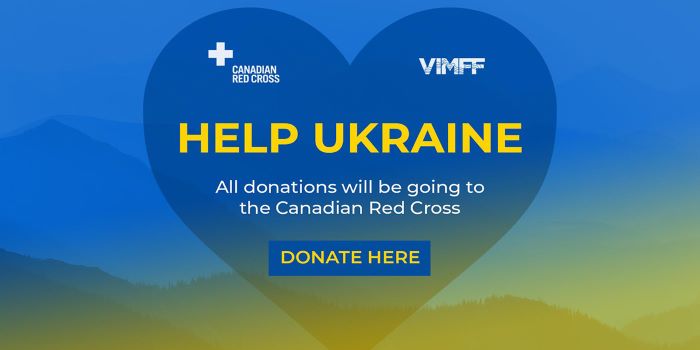 CANADIAN
RED CROSS
VIMFF
HELP UKRAINE
All donations will be going to
the Canadian Red Cross
DONATE HERE